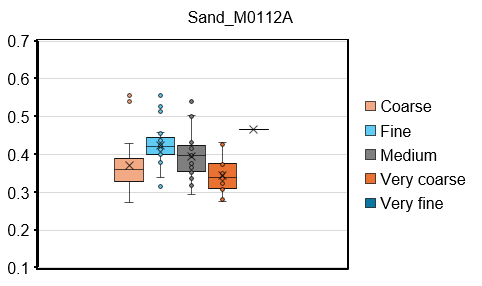 Sand_M0112A
0.7
0.6
0.5
0.4
0.3
0.2
0.1
Coarse
Fine
Medium
Very coarse
Very fine